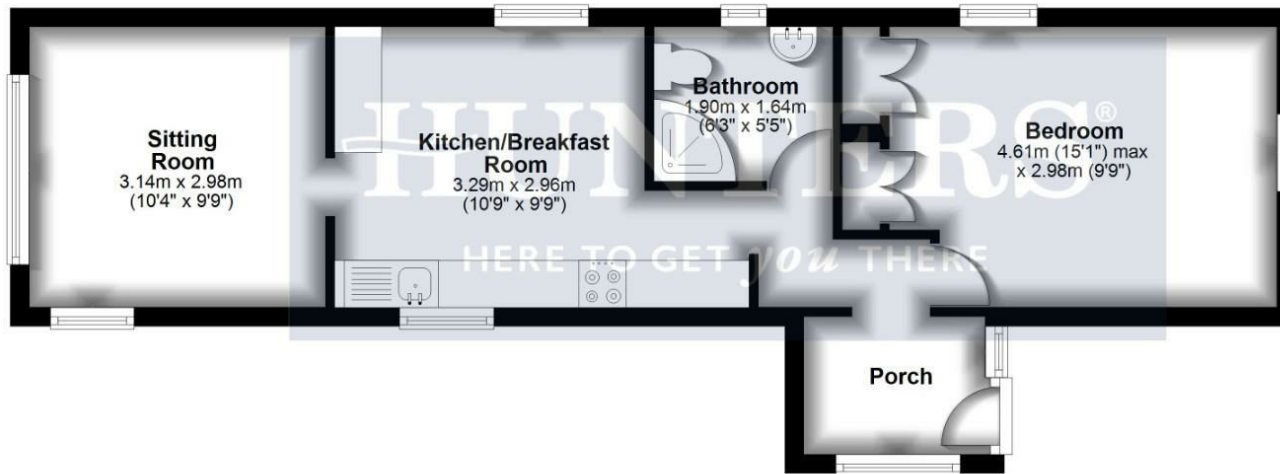 Sitting
Room
3.14m x 2.98m
(10'4" x 9'9")
Kitchen/Breakfast
Room
3.29m x 2.96m
(10'9" x 9'9")
Bathroom
1.90m x 1.64m
(6'3" x 5'5")
Bedroom
4.61m (15'1") max
x 2.98m (9'9")
Porch
HUNTERS®
HERE TO GET you THERE